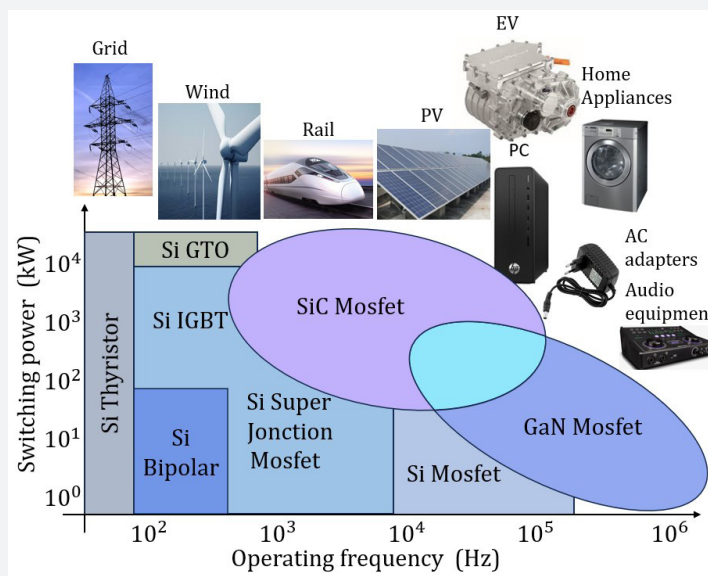 EV
Grid
Home
Appliances
Wind
Rail
PV
PC
AC
adapters
Audio
equipmen
Switching power (kW)
10⁴
10³
10²
10¹
10⁰
Si Thyristor
Si GTO
Si IGBT
Si
Bipolar
Si Super
Jonction
Mosfet
SiC Mosfet
Si Mosfet
GaN Mosfet
10²
10³
10⁴
10⁵
10⁶
Operating frequency (Hz)